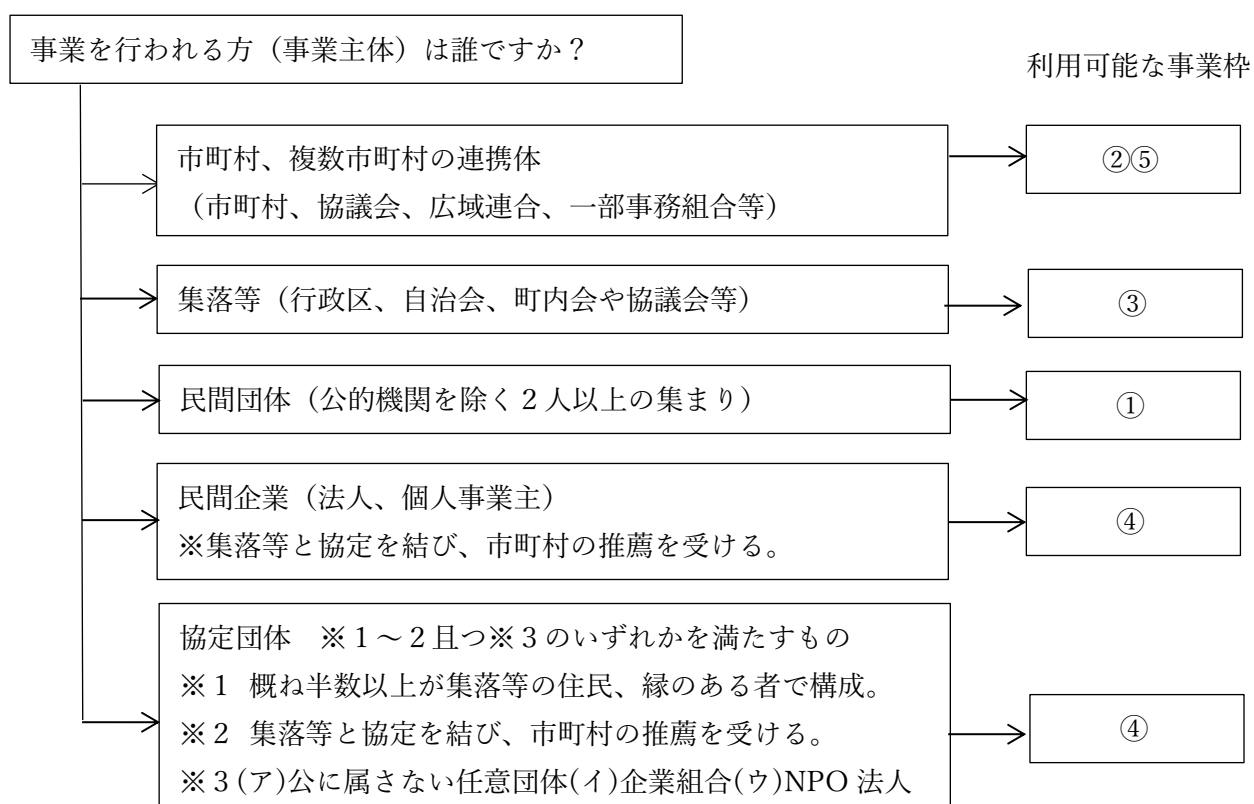 事業を行われる方（事業主体）は誰ですか？
利用可能な事業枠
市町村、複数市町村の連携体
（市町村、協議会、広域連合、一部事務組合等）
②⑤
集落等（行政区、自治会、町内会や協議会等）
③
民間団体（公的機関を除く２人以上の集まり）
①
民間企業（法人、個人事業主）
※集落等と協定を結び、市町村の推薦を受ける。
④
協定団体　※１～２且つ※３のいずれかを満たすもの
※１ 概ね半数以上が集落等の住民、縁のある者で構成。
※２ 集落等と協定を結び、市町村の推薦を受ける。
※３(ア)公に属さない任意団体(イ)企業組合(ウ)NPO 法人
④